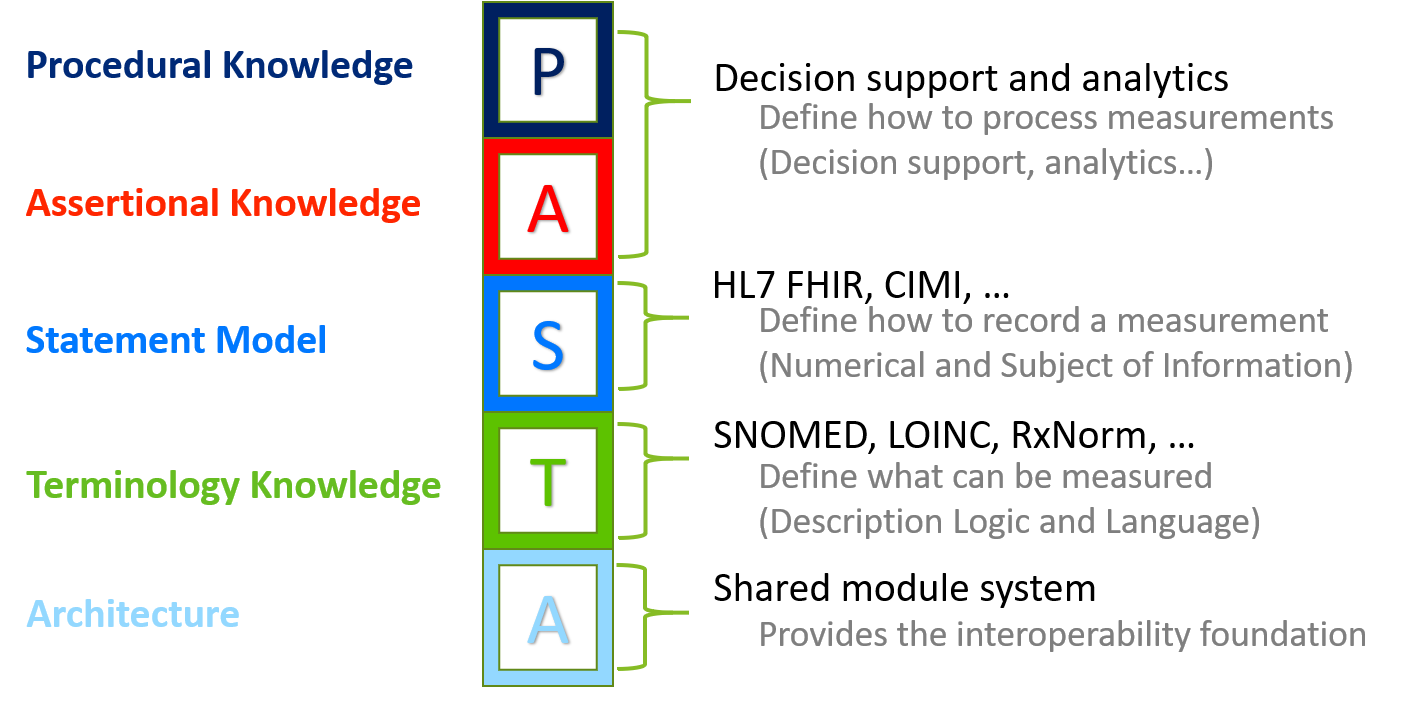 Procedural Knowledge
P
Decision support and analytics
Define how to process measurements
(Decision support, analytics…)
Assertional Knowledge
A
HL7 FHIR, CIMI, …
Define how to record a measurement
(Numerical and Subject of Information)
Statement Model
S
SNOMED, LOINC, RxNorm, …
Define what can be measured
(Description Logic and Language)
Terminology Knowledge
T
Shared module system
Provides the interoperability foundation
Architecture
A